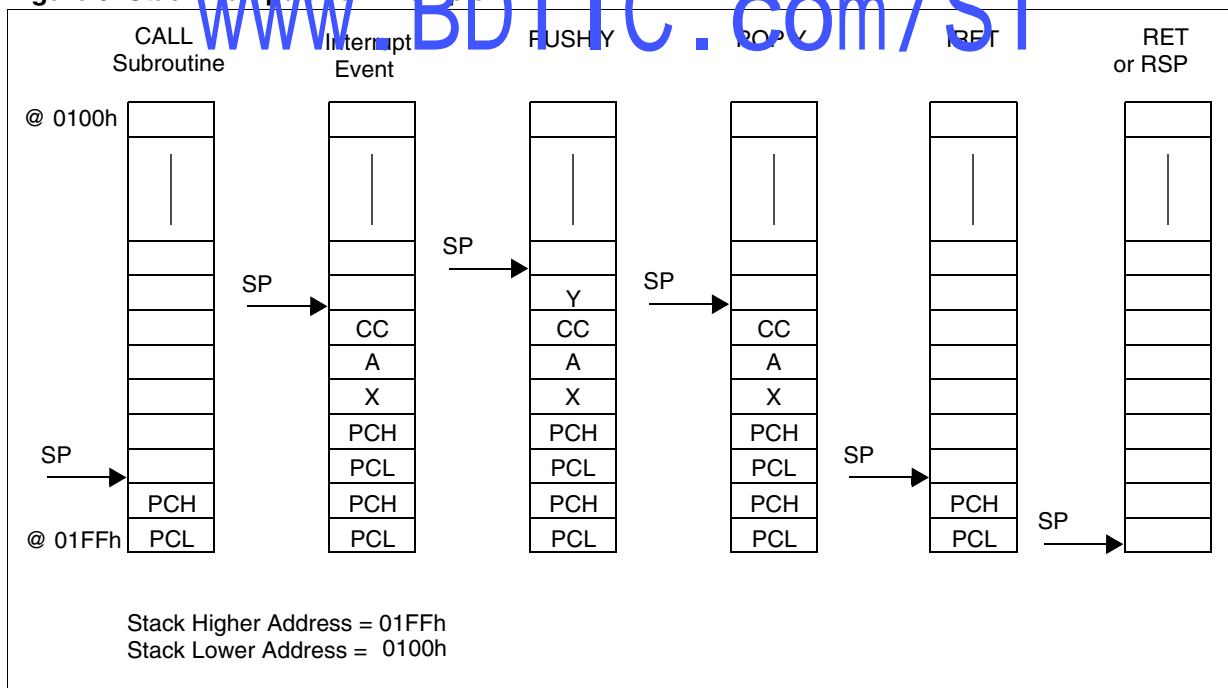 www.BDTIC.com/ST
CALL
Subroutine
Interrupt
Event
PUSH Y
POP Y
IRET
RET
or RSP
@ 0100h
SP
SP
SP
Y
CC
CC
CC
A
A
A
X
X
X
PCH
PCH
PCH
SP
SP
PCL
PCL
PCL
PCH
PCH
PCH
PCH
PCH
SP
@ 01FFh
PCL
PCL
PCL
PCL
PCL
Stack Higher Address = 01FFh
Stack Lower Address = 0100h